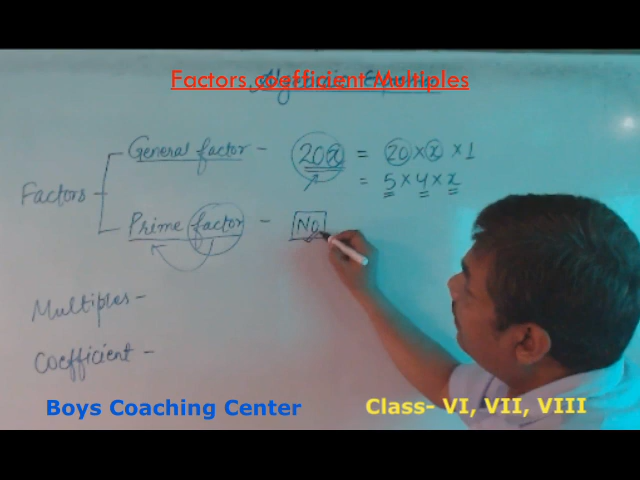 Factors,coefficient Multiples
General factor - 20x = 20 × x × 1
= 5 × 4 × x
Factors
Prime factor - No
Multiples -
Coefficient -
Boys Coaching Center
Class- VI, VII, VIII